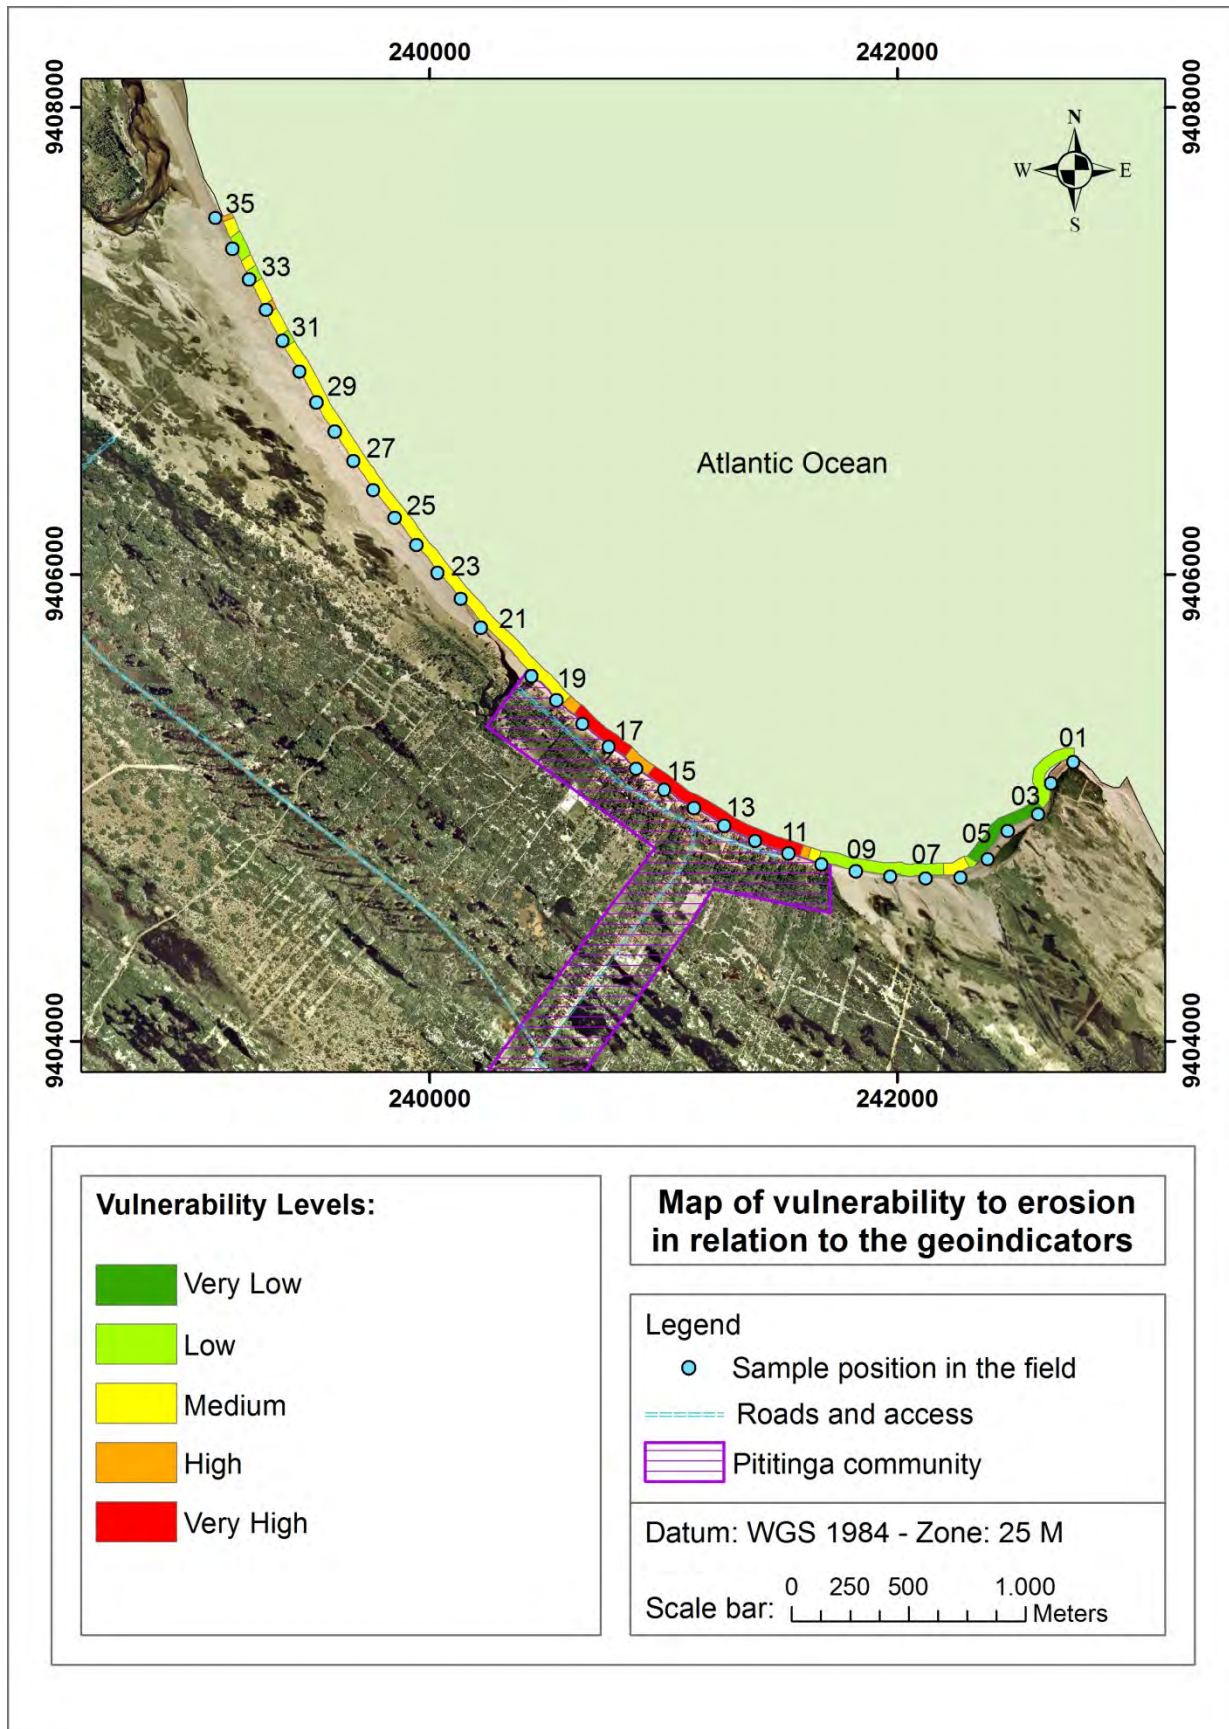 240000 242000
9408000 9408000
N
W E
S
35
33
31
29
27
Atlantic Ocean
25
9406000 9406000
23
21
19
17
01
15
03
13
11
05
09
07
9404000 9404000
240000 242000
Vulnerability Levels:
Very Low
Low
Medium
High
Very High
Map of vulnerability to erosion
in relation to the geoindicators
Legend
Sample position in the field
Roads and access
Pititinga community
Datum: WGS 1984 - Zone: 25 M
0 250 500 1.000
Scale bar: Meters